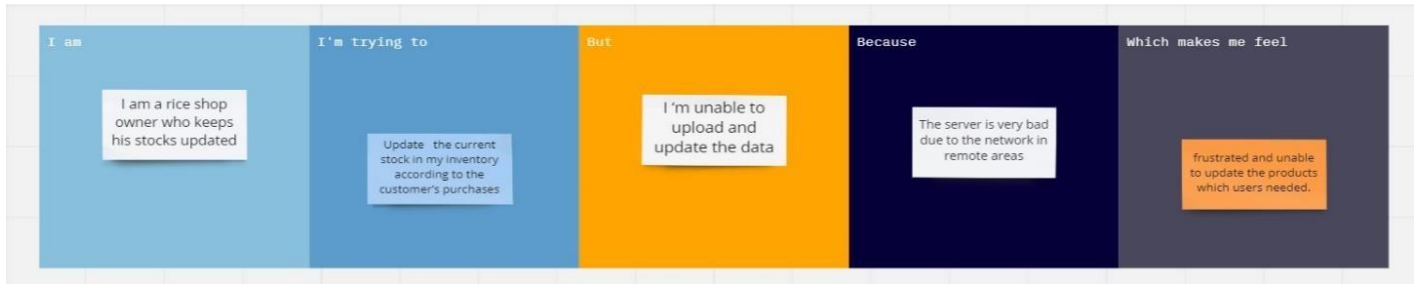 I am
I am a rice shop
owner who keeps
his stocks updated
I'm trying to
Update the current
stock in my inventory
according to the
customer's purchases
But
I 'm unable to
upload and
update the data
Because
The server is very bad
due to the network in
remote areas
Which makes me feel
frustrated and unable
to update the products
which users needed.